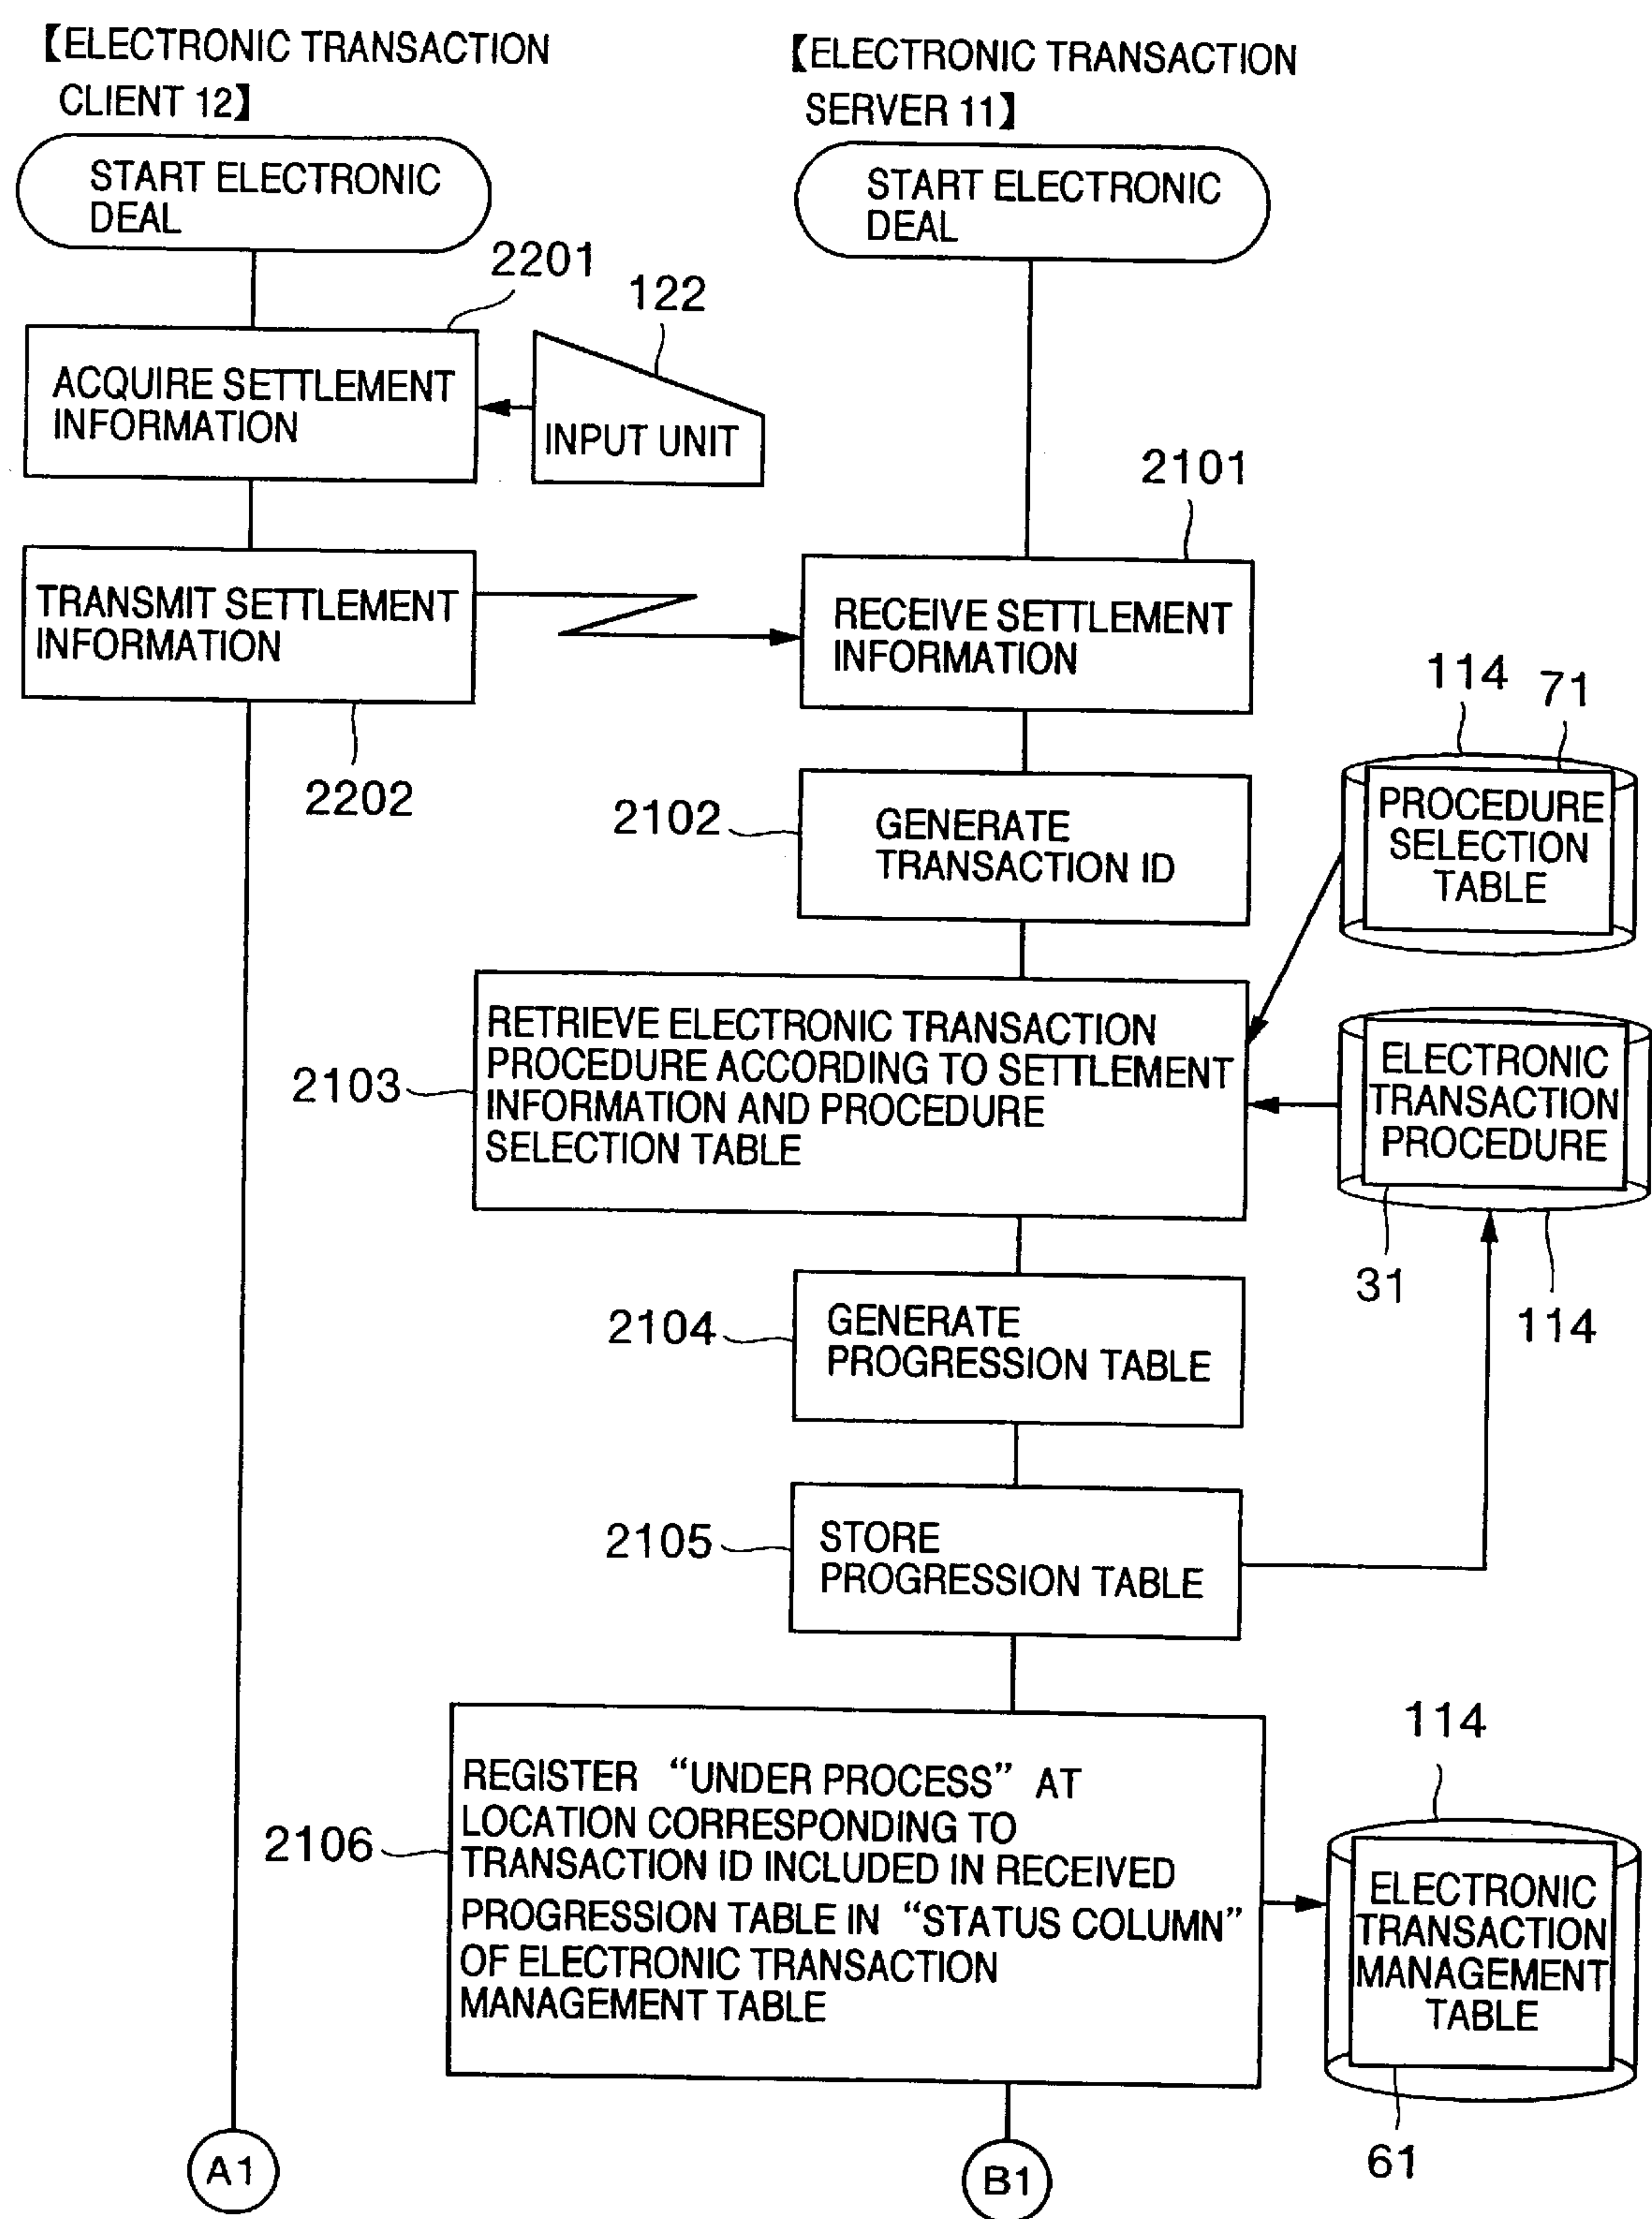 【ELECTRONIC TRANSACTION
CLIENT 12】
START ELECTRONIC
DEAL
2201
122
ACQUIRE SETTLEMENT
INFORMATION
INPUT UNIT
TRANSMIT SETTLEMENT
INFORMATION
2202
【ELECTRONIC TRANSACTION
SERVER 11】
START ELECTRONIC
DEAL
2101
RECEIVE SETTLEMENT
INFORMATION
2102
GENERATE
TRANSACTION ID
114
71
PROCEDURE
SELECTION
TABLE
2103
RETRIEVE ELECTRONIC TRANSACTION
PROCEDURE ACCORDING TO SETTLEMENT
INFORMATION AND PROCEDURE
SELECTION TABLE
ELECTRONIC
TRANSACTION
PROCEDURE
31
114
2104
GENERATE
PROGRESSION TABLE
2105
STORE
PROGRESSION TABLE
2106
REGISTER “UNDER PROCESS” AT
LOCATION CORRESPONDING TO
TRANSACTION ID INCLUDED IN RECEIVED
PROGRESSION TABLE IN “STATUS COLUMN”
OF ELECTRONIC TRANSACTION
MANAGEMENT TABLE
114
ELECTRONIC
TRANSACTION
MANAGEMENT
TABLE
61
A1
B1